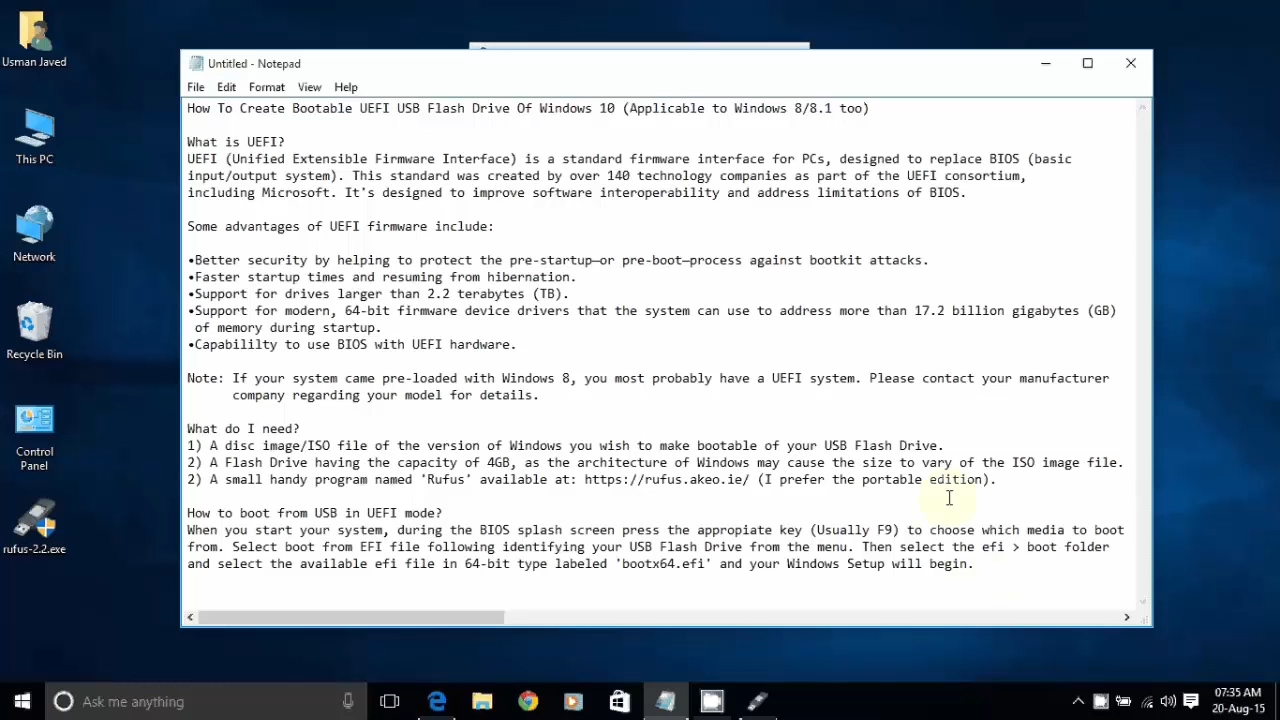 Usman Javed
This PC
Network
Recycle Bin
Control
Panel
rufus-2.2.exe
Untitled - Notepad
File Edit Format View Help
How To Create Bootable UEFI USB Flash Drive Of Windows 10 (Applicable to Windows 8/8.1 too)
What is UEFI?
UEFI (Unified Extensible Firmware Interface) is a standard firmware interface for PCs, designed to replace BIOS (basic
input/output system). This standard was created by over 140 technology companies as part of the UEFI consortium,
including Microsoft. It's designed to improve software interoperability and address limitations of BIOS.
Some advantages of UEFI firmware include:
•Better security by helping to protect the pre-startup—or pre-boot—process against bootkit attacks.
•Faster startup times and resuming from hibernation.
•Support for drives larger than 2.2 terabytes (TB).
•Support for modern, 64-bit firmware device drivers that the system can use to address more than 17.2 billion gigabytes (GB)
of memory during startup.
•Capabililty to use BIOS with UEFI hardware.
Note: If your system came pre-loaded with Windows 8, you most probably have a UEFI system. Please contact your manufacturer
company regarding your model for details.
What do I need?
1) A disc image/ISO file of the version of Windows you wish to make bootable of your USB Flash Drive.
2) A Flash Drive having the capacity of 4GB, as the architecture of Windows may cause the size to vary of the ISO image file.
2) A small handy program named 'Rufus' available at: https://rufus.akeo.ie/ (I prefer the portable edition).
How to boot from USB in UEFI mode?
When you start your system, during the BIOS splash screen press the appropiate key (Usually F9) to choose which media to boot
from. Select boot from EFI file following identifying your USB Flash Drive from the menu. Then select the efi > boot folder
and select the available efi file in 64-bit type labeled 'bootx64.efi' and your Windows Setup will begin.
Ask me anything
07:35 AM
20-Aug-15